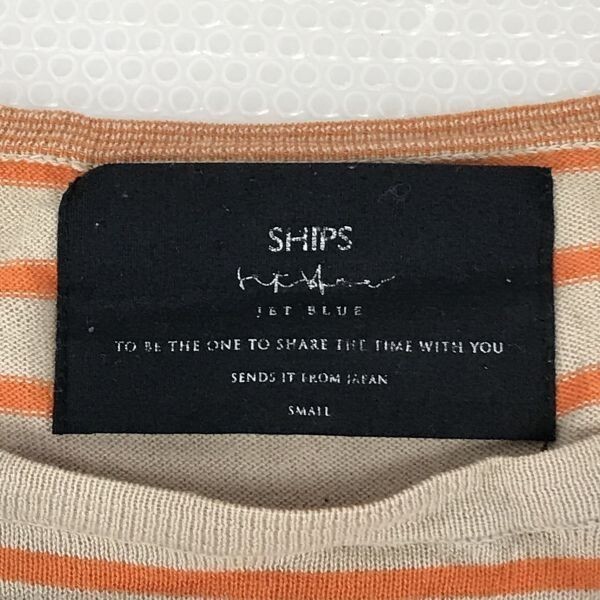 SHIPS
JET BLUE
TO BE THE ONE TO SHARE THE TIME WITH YOU
SENDS IT FROM JAPAN
SMALL